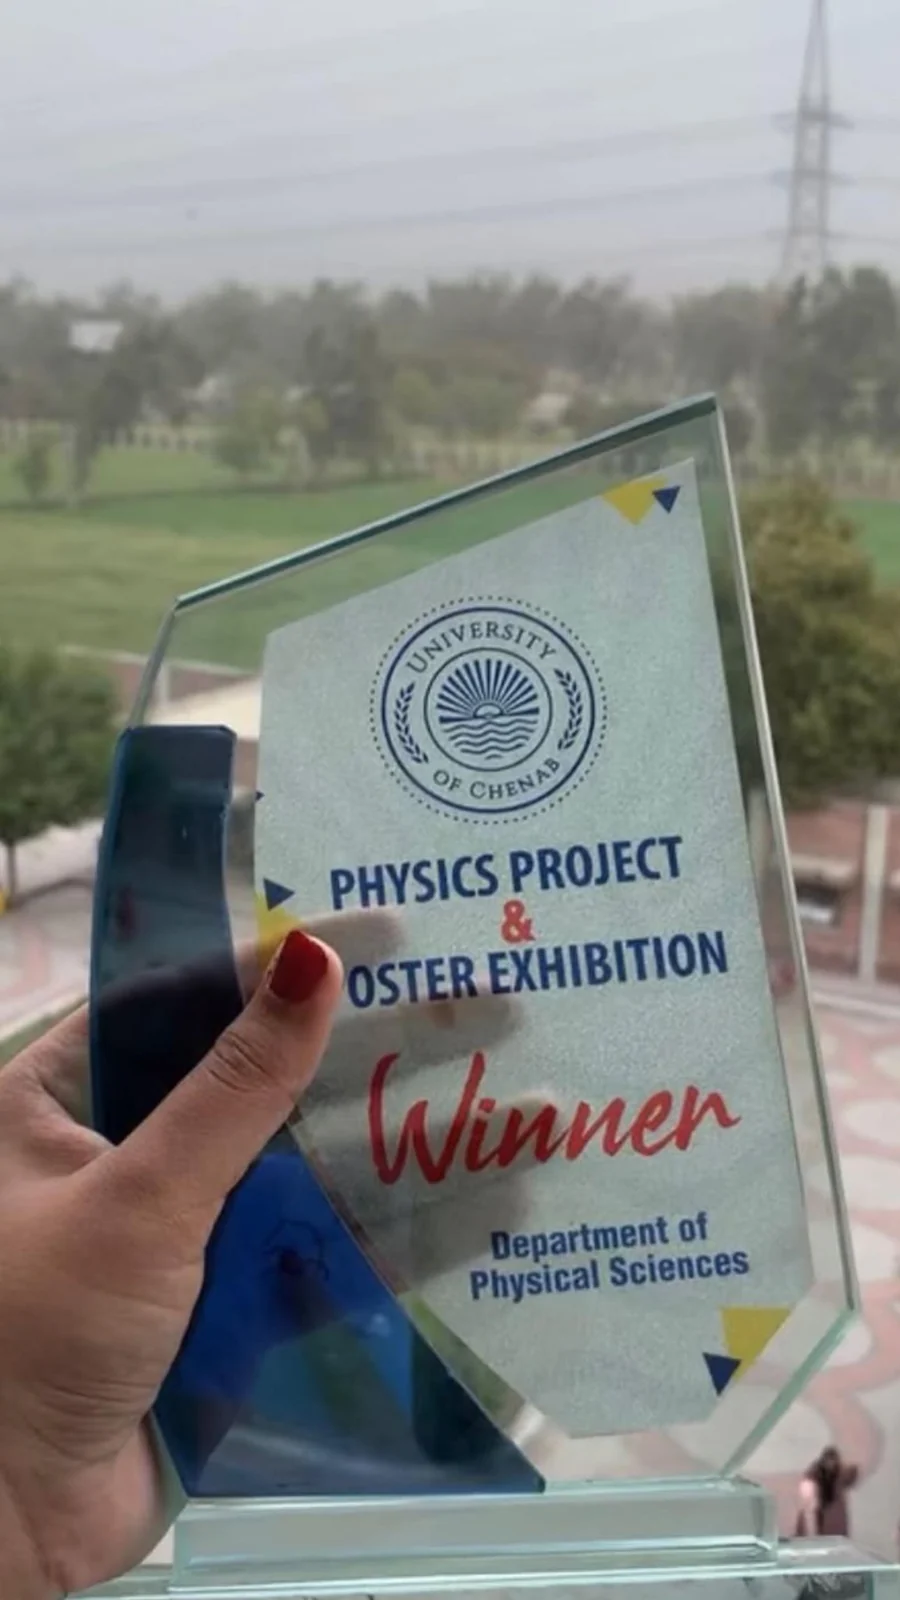 UNIVERSITY
OF CHENAB
PHYSICS PROJECT
&
OSTER EXHIBITION
Winner
Department of
Physical Sciences